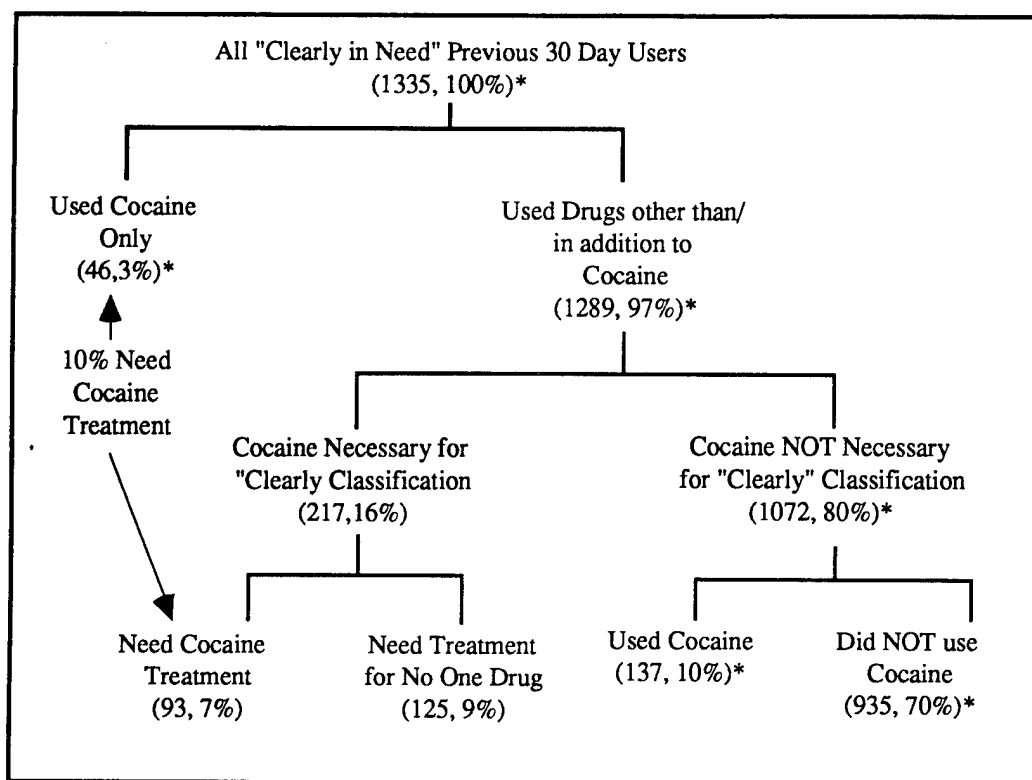 All "Clearly in Need" Previous 30 Day Users
(1335, 100%)*
Used Cocaine
Only
(46,3%)*
Used Drugs other than/
in addition to
Cocaine
(1289, 97%)*
10% Need
Cocaine
Treatment
Cocaine Necessary for
"Clearly Classification
(217,16%)
Cocaine NOT Necessary
for "Clearly" Classification
(1072, 80%)*
Need Cocaine
Treatment
(93, 7%)
Need Treatment
for No One Drug
(125, 9%)
Used Cocaine
(137, 10%)*
Did NOT use
Cocaine
(935, 70%)*